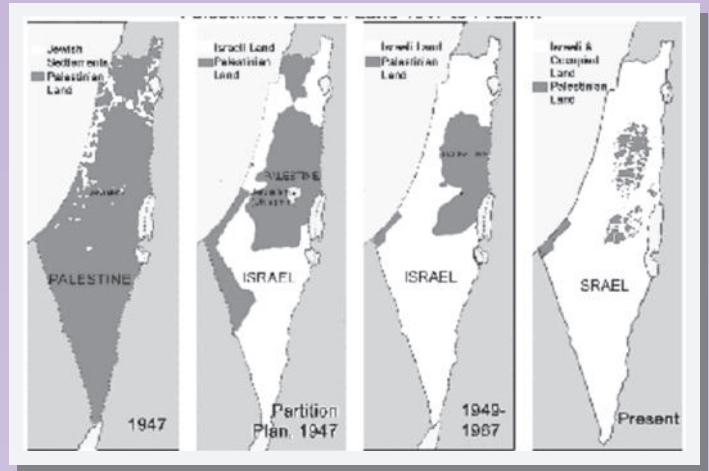 Jewish
Settlements
Palestinian
Land
PALESTINE
1947
Israeli Land
Palestinian
Land
PALESTINE
ISRAEL
Partition
Plan, 1947
Israeli Land
Palestinian
Land
ISRAEL
1949-
1967
Israeli &
Occupied
Land
Palestinian
Land
SRAEL
Present